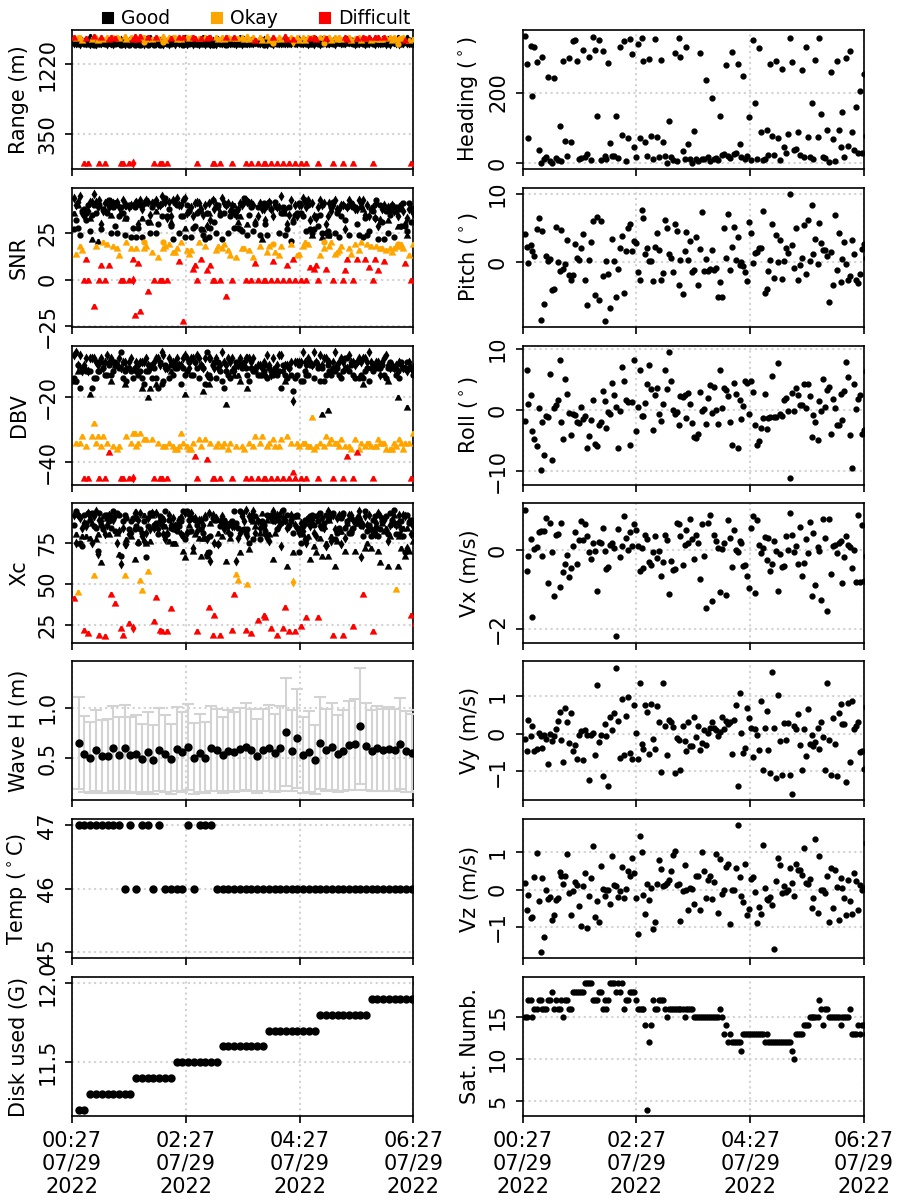 Good Okay Difficult
Range (m)
1220
350
Heading (°)
200
0
SNR
25
0
−25
Pitch (°)
10
0
DBV
−20
−40
Roll (°)
10
0
−10
Xc
75
50
25
Vx (m/s)
0
−2
Wave H (m)
1.0
0.5
Vy (m/s)
1
0
−1
Temp (°C)
47
46
45
Vz (m/s)
1
0
−1
Disk used (G)
12.0
11.5
Sat. Numb.
15
10
5
00:27 02:27 04:27 06:27
07/29 07/29 07/29 07/29
2022 2022 2022 2022
00:27 02:27 04:27 06:27
07/29 07/29 07/29 07/29
2022 2022 2022 2022